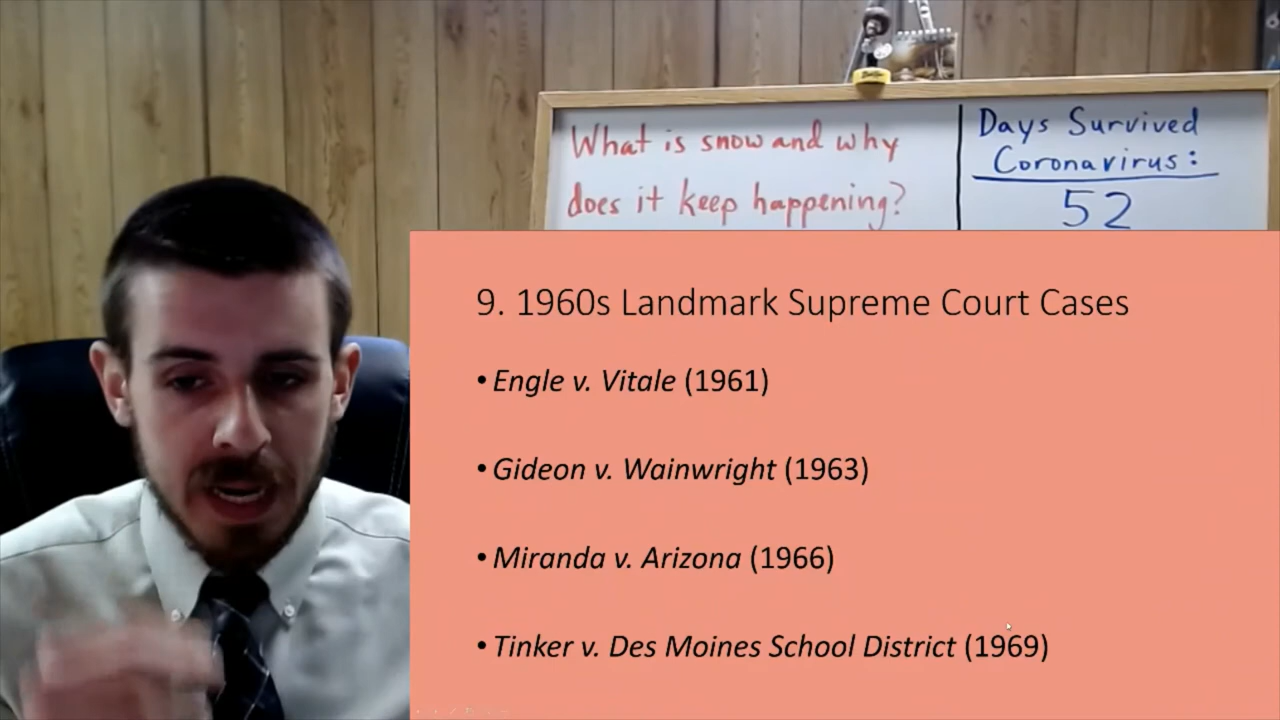 What is snow and why
does it keep happening?
Days Survived
Coronavirus:
52
9. 1960s Landmark Supreme Court Cases
• Engle v. Vitale (1961)
• Gideon v. Wainwright (1963)
• Miranda v. Arizona (1966)
• Tinker v. Des Moines School District (1969)